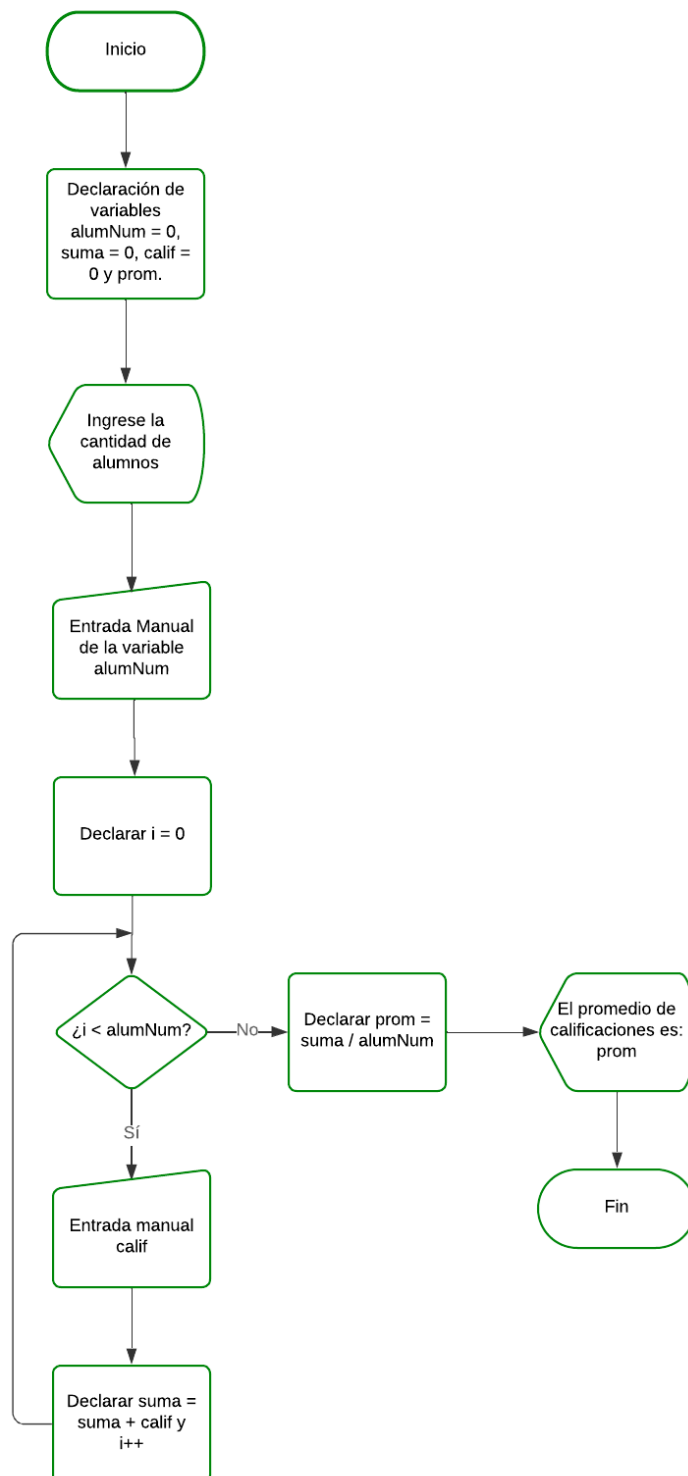 Inicio
Declaración de
variables
alumNum = 0,
suma = 0, calif =
0 y prom.
Ingrese la
cantidad de
alumnos
Entrada Manual
de la variable
alumNum
Declarar i = 0
¿i < alumNum?
No
Declarar prom =
suma / alumNum
El promedio de
calificaciones es:
prom
Sí
Entrada manual
calif
Fin
Declarar suma =
suma + calif y
i++